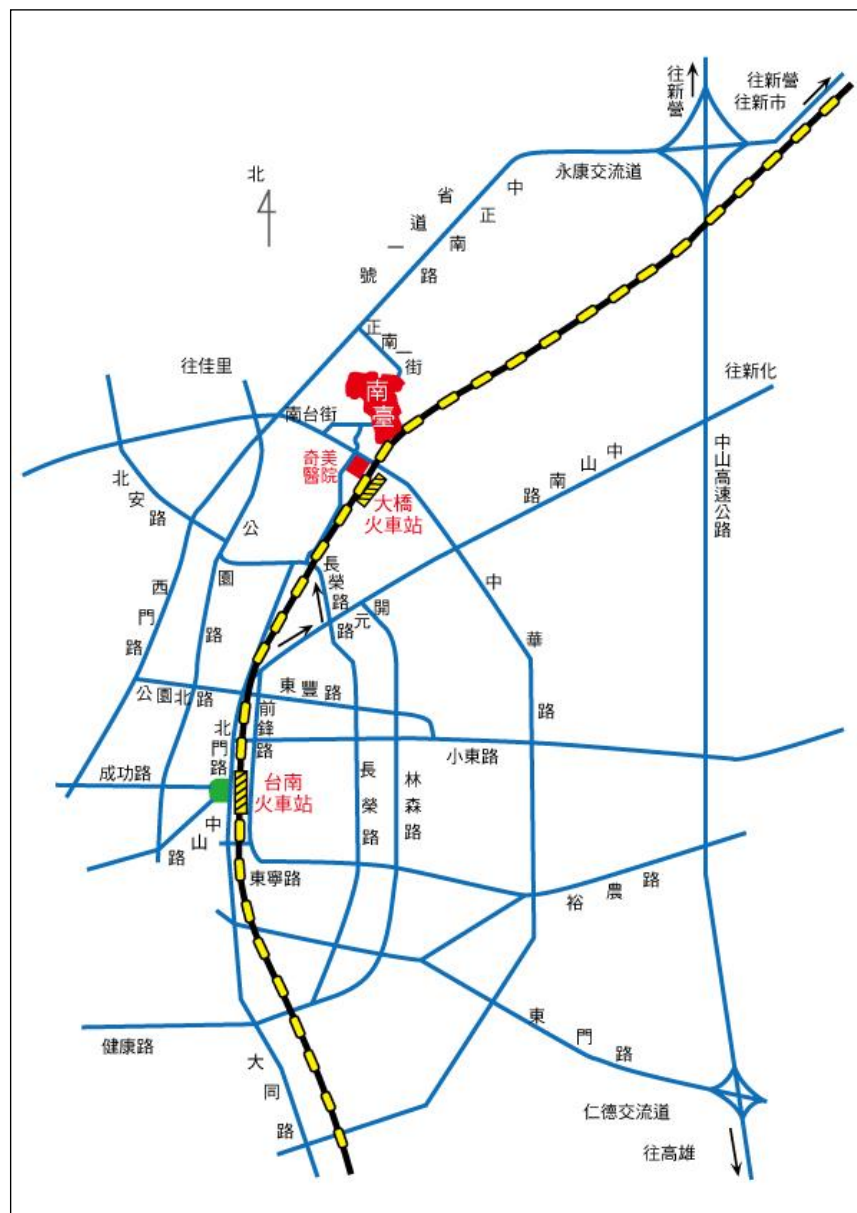 往新營
往新營
往新市
北
省道一號
中正南路
永康交流道
正南一街
往佳里
南臺
往新化
南台街
奇美
醫院
北安路
大橋
火車站
中山南路
中山高速公路
公園路
長榮路
西門路
開元路
中華路
公園北路
東豐路
前鋒路
北門路
小東路
成功路
台南
火車站
長榮路
林森路
中山路
東寧路
裕農路
東門路
健康路
大同路
仁德交流道
往高雄